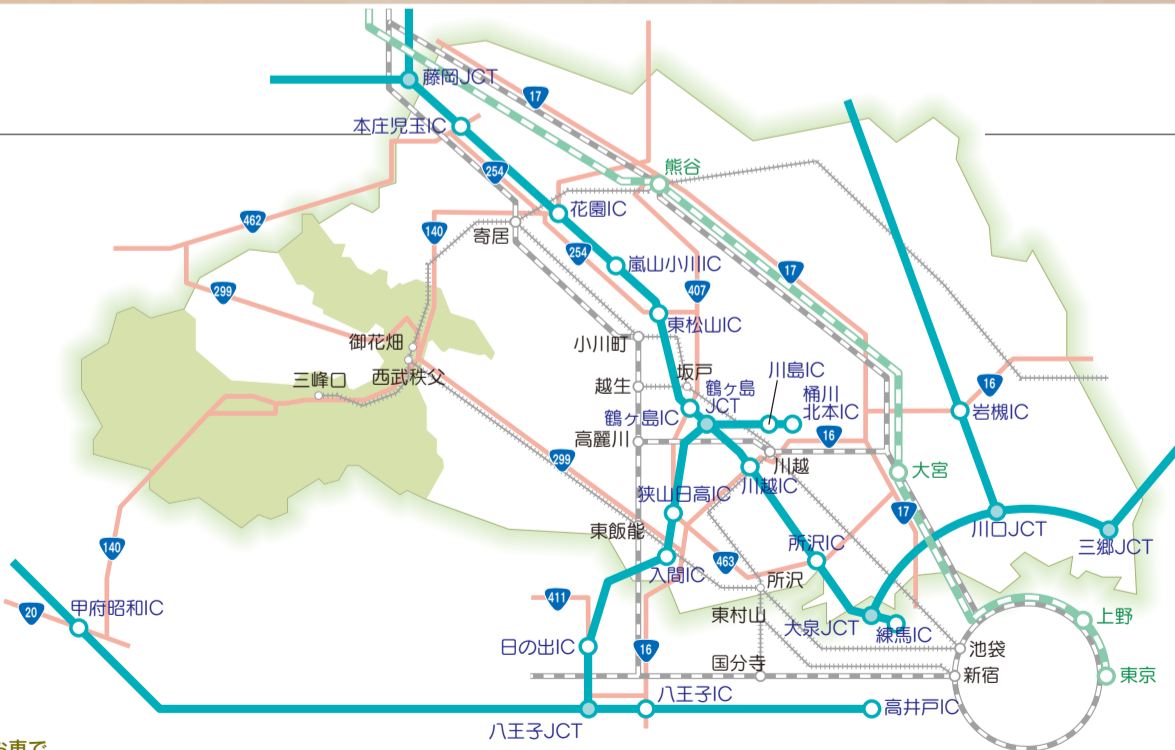 藤岡JCT
17
本庄児玉IC
254
熊谷
花園IC
462
140
寄居
254
嵐山小川IC
17
299
407
東松山IC
御花畑
小川町
三峰口
西武秩父
越生
坂戸
川島IC
16
鶴ヶ島
JCT
桶川
北本IC
岩槻IC
鶴ヶ島IC
高麗川
16
299
川越
大宮
川越IC
狭山日高IC
17
川口JCT
東飯能
所沢IC
三郷JCT
140
463
入間IC
所沢
411
20
甲府昭和IC
東村山
大泉JCT
練馬IC
上野
日の出IC
16
国分寺
池袋
新宿
東京
八王子IC
高井戸IC
八王子JCT